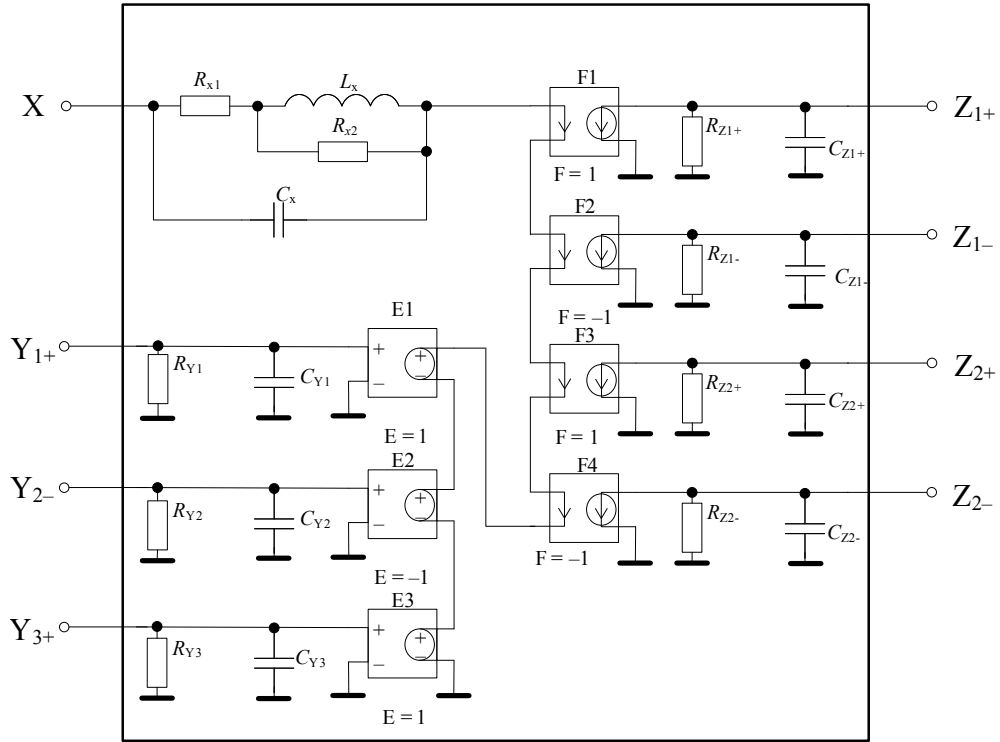 F1
X
Rx1
Lx
Rx2
Cx
RZ1+
CZ1+
Z1+
F = 1
F2
RZ1-
CZ1-
Z1–
F = –1
E1
F3
Y1+
RY1
CY1
+
–
+
–
RZ2+
CZ2+
Z2+
E = 1
F = 1
E2
F4
Y2–
RY2
CY2
+
–
+
–
RZ2-
CZ2-
Z2–
F = –1
E = –1
E3
Y3+
RY3
CY3
+
–
+
–
E = 1